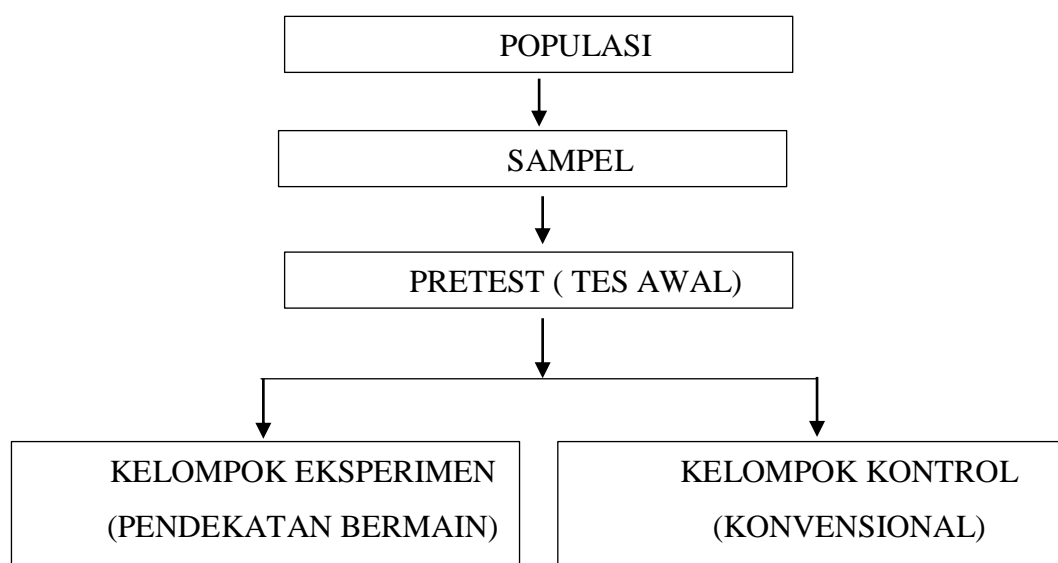 POPULASI
SAMPEL
PRETEST ( TES AWAL)
KELOMPOK EKSPERIMEN
(PENDEKATAN BERMAIN)
KELOMPOK KONTROL
(KONVENSIONAL)